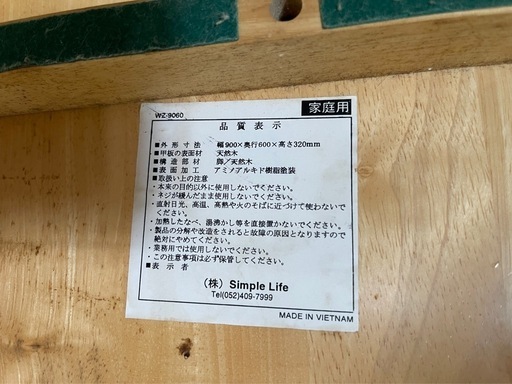 家庭用
WZ-9060
品質表示
■外形寸法 幅900×奥行600×高さ320mm
■甲板の表面材 天然木
■構造部材 脚/天然木
■表面加工 アミノアルキド樹脂塗装
■取扱い上の注意
・本来の目的以外に使用しないでください。
・ネジが緩んだまま使用しないでください。
・直射日光、高温、高熱や火のそばに近づけて使わないで
ください。
・加熱したなべ、湯沸かし等を直接置かないでください。
・製品の分解や改造をされると故障の原因となりますので
絶対にやめてください。
・業務用では使用しないでください。
・この注意事項は必ず保管してください。
■表示者
(株) Simple Life
Tel(052)409-7999
MADE IN VIETNAM